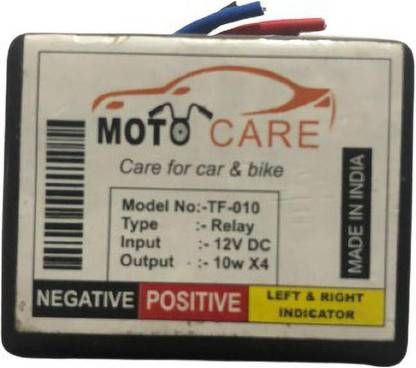 MOTO CARE
Care for car & bike
Model No:-TF-010
Type :- Relay
Input :- 12V DC
Output :- 10w X4
MADE IN INDIA
NEGATIVE POSITIVE LEFT & RIGHT
INDICATOR